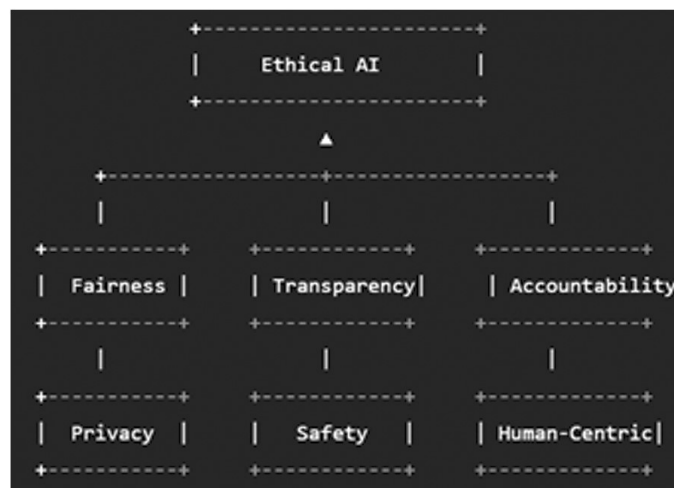 Ethical AI
Fairness Transparency Accountability
Privacy Safety Human-Centric